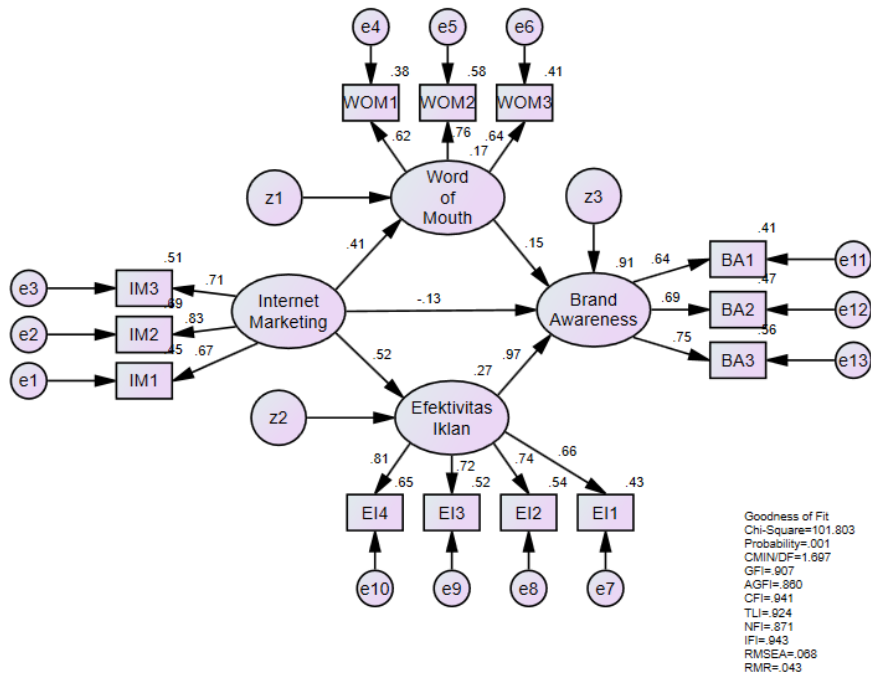 e4 e5 e6
.38 .58 .41
WOM1 WOM2 WOM3
.62 .76 .64
.17
Word
of
Mouth
z1
z3
.41
.15
.91
.51
e3
IM3
.71
.69
e2
IM2
.83
.45
e1
IM1
.67
Internet
Marketing
-.13
Brand
Awareness
.41
.64
BA1
e11
.47
.69
BA2
e12
.56
.75
BA3
e13
.52
.97
.27
z2
Efektivitas
Iklan
.81 .72 .74 .66
.65 .52 .54 .43
EI4 EI3 EI2 EI1
e10 e9 e8 e7
Goodness of Fit
Chi-Square=101.803
Probability=.001
CMIN/DF=1.697
GFI=.907
AGFI=.860
CFI=.941
TLI=.924
NFI=.871
IFI=.943
RMSEA=.068
RMR=.043